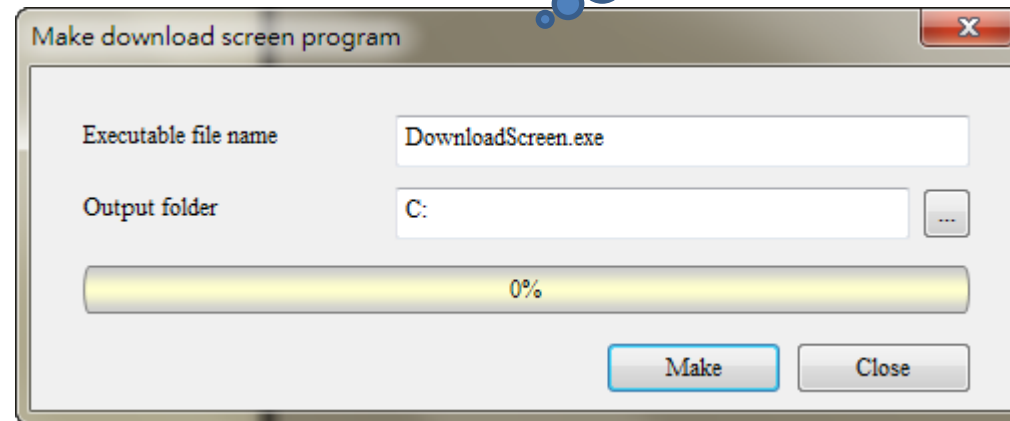 Make download screen program
Executable file name
DownloadScreen.exe
Output folder
C:
...
0%
Make
Close